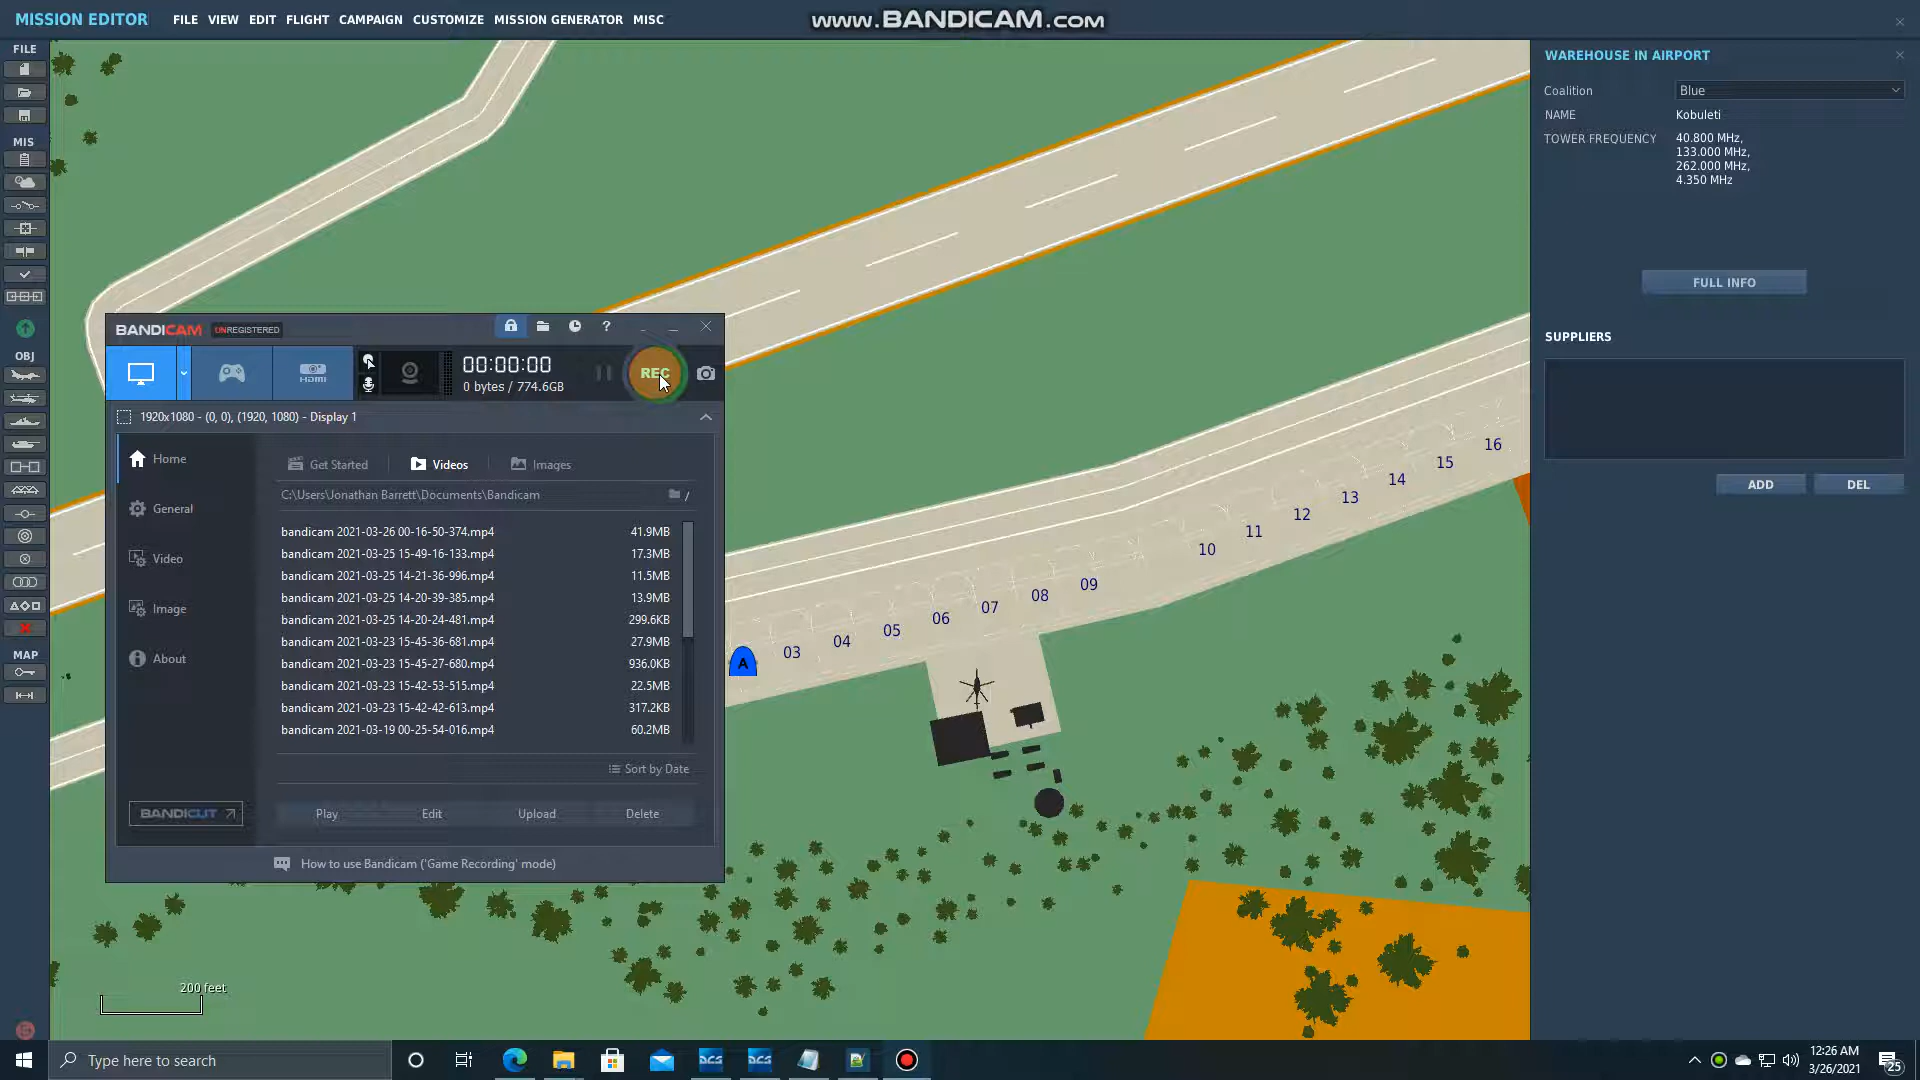 MISSION EDITOR
FILE VIEW EDIT FLIGHT CAMPAIGN CUSTOMIZE MISSION GENERATOR MISC
www.BANDICAM.com
FILE
MIS
OBJ
MAP
WAREHOUSE IN AIRPORT
Coalition Blue
NAME Kobuleti
TOWER FREQUENCY 40.800 MHz,
133.000 MHz,
262.000 MHz,
4.350 MHz
FULL INFO
SUPPLIERS
ADD DEL
BANDICAM UNREGISTERED
?
HDMI
00:00:00
0 bytes / 774.6GB
REC
1920x1080 - (0, 0), (1920, 1080) - Display 1
Home
General
Video
Image
About
BANDICUT
Get Started Videos Images
C:\Users\Jonathan Barrett\Documents\Bandicam /
bandicam 2021-03-26 00-16-50-374.mp4 41.9MB
bandicam 2021-03-25 15-49-16-133.mp4 17.3MB
bandicam 2021-03-25 14-21-36-996.mp4 11.5MB
bandicam 2021-03-25 14-20-39-385.mp4 13.9MB
bandicam 2021-03-25 14-20-24-481.mp4 299.6KB
bandicam 2021-03-23 15-45-36-681.mp4 27.9MB
bandicam 2021-03-23 15-45-27-680.mp4 936.0KB
bandicam 2021-03-23 15-42-53-515.mp4 22.5MB
bandicam 2021-03-23 15-42-42-613.mp4 317.2KB
bandicam 2021-03-19 00-25-54-016.mp4 60.2MB
Sort by Date
Play Edit Upload Delete
How to use Bandicam ('Game Recording' mode)
A
03
04
05
06
07
08
09
10
11
12
13
14
15
16
200 feet
Type here to search
DCS
DCS
12:26 AM
3/26/2021
25